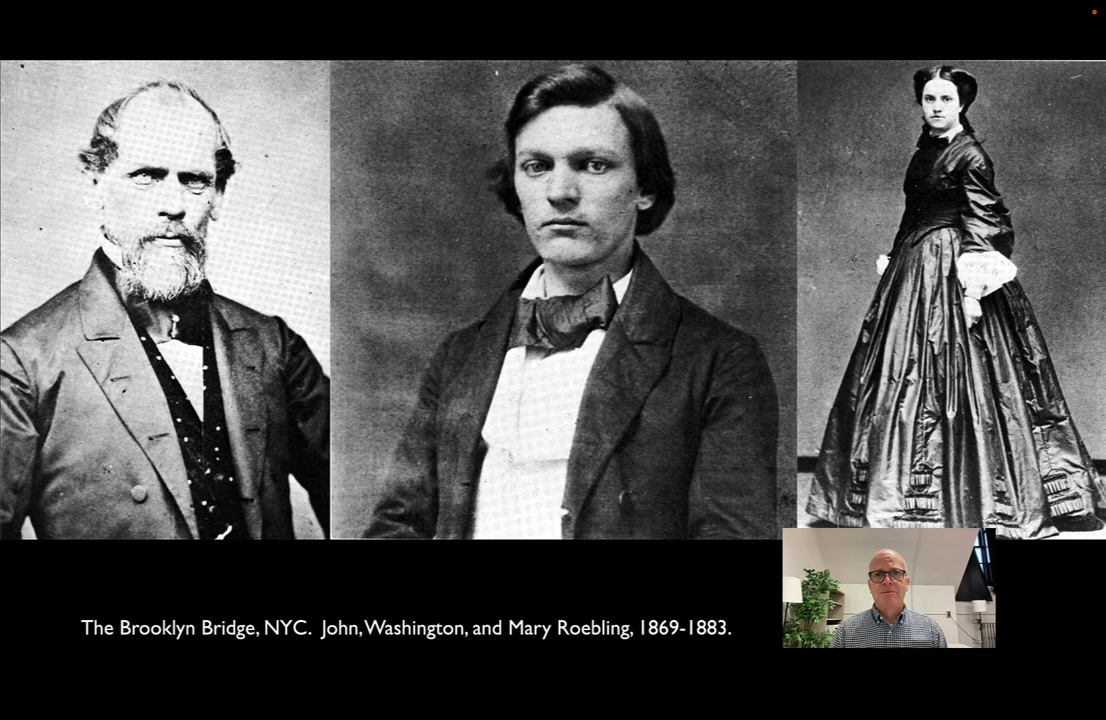 The Brooklyn Bridge, NYC.  John, Washington, and Mary Roebling, 1869-1883.